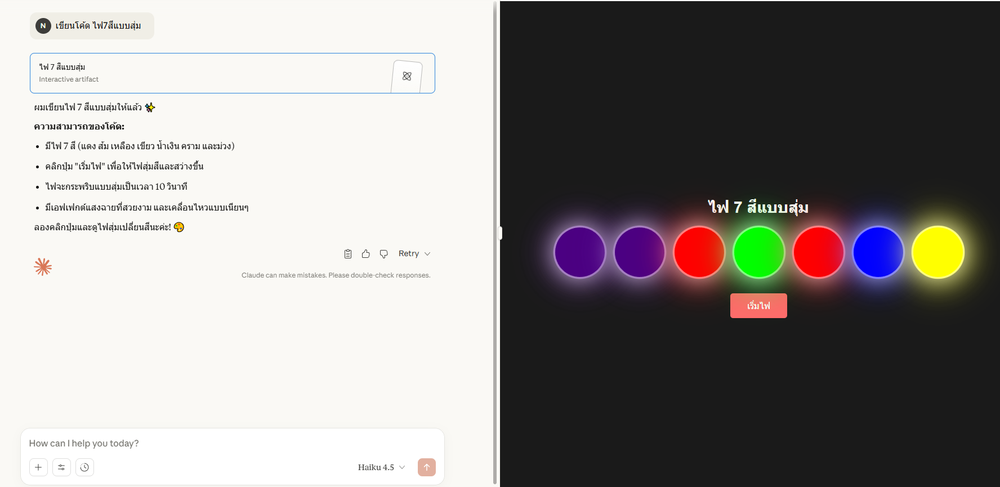 N เขียนโค้ด ไฟ7สีแบบสุ่ม
ไฟ 7 สีแบบสุ่ม
Interactive artifact
ผมเขียนไฟ 7 สีแบบสุ่มให้แล้ว ✨
ความสามารถของโค้ด:
• มีไฟ 7 สี (แดง ส้ม เหลือง เขียว น้ำเงิน คราม และม่วง)
• คลิกปุ่ม "เริ่มไฟ" เพื่อให้ไฟสุ่มสีและสว่างขึ้น
• ไฟจะกระพริบแบบสุ่มเป็นเวลา 10 วินาที
• มีเอฟเฟกต์แสงฉายที่สวยงาม และเคลื่อนไหวแบบเนียนๆ
ลองคลิกปุ่มและดูไฟสุ่มเปลี่ยนสีนะค่ะ! 🎨
Retry
Claude can make mistakes. Please double-check responses.
How can I help you today?
Haiku 4.5
ไฟ 7 สีแบบสุ่ม
เริ่มไฟ